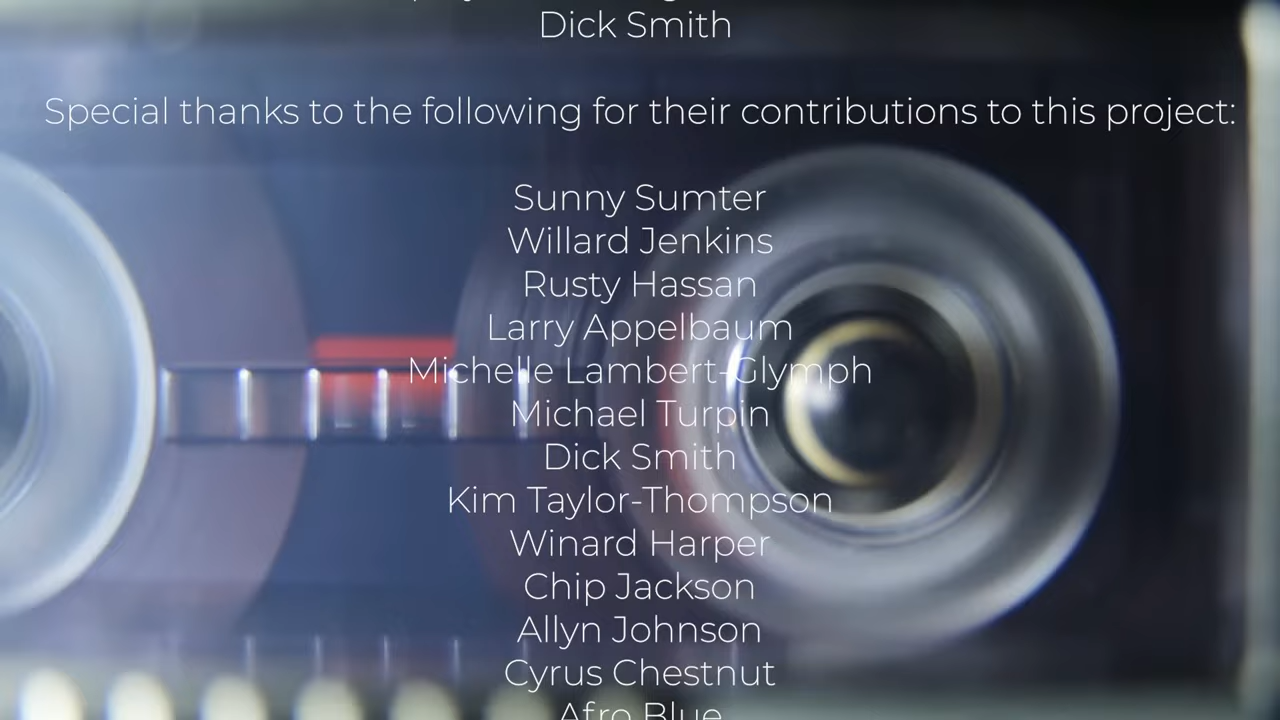 Dick Smith
Special thanks to the following for their contributions to this project:
Sunny Sumter
Willard Jenkins
Rusty Hassan
Larry Appelbaum
Michelle Lambert-Glymph
Michael Turpin
Dick Smith
Kim Taylor-Thompson
Winard Harper
Chip Jackson
Allyn Johnson
Cyrus Chestnut
Afro Blue